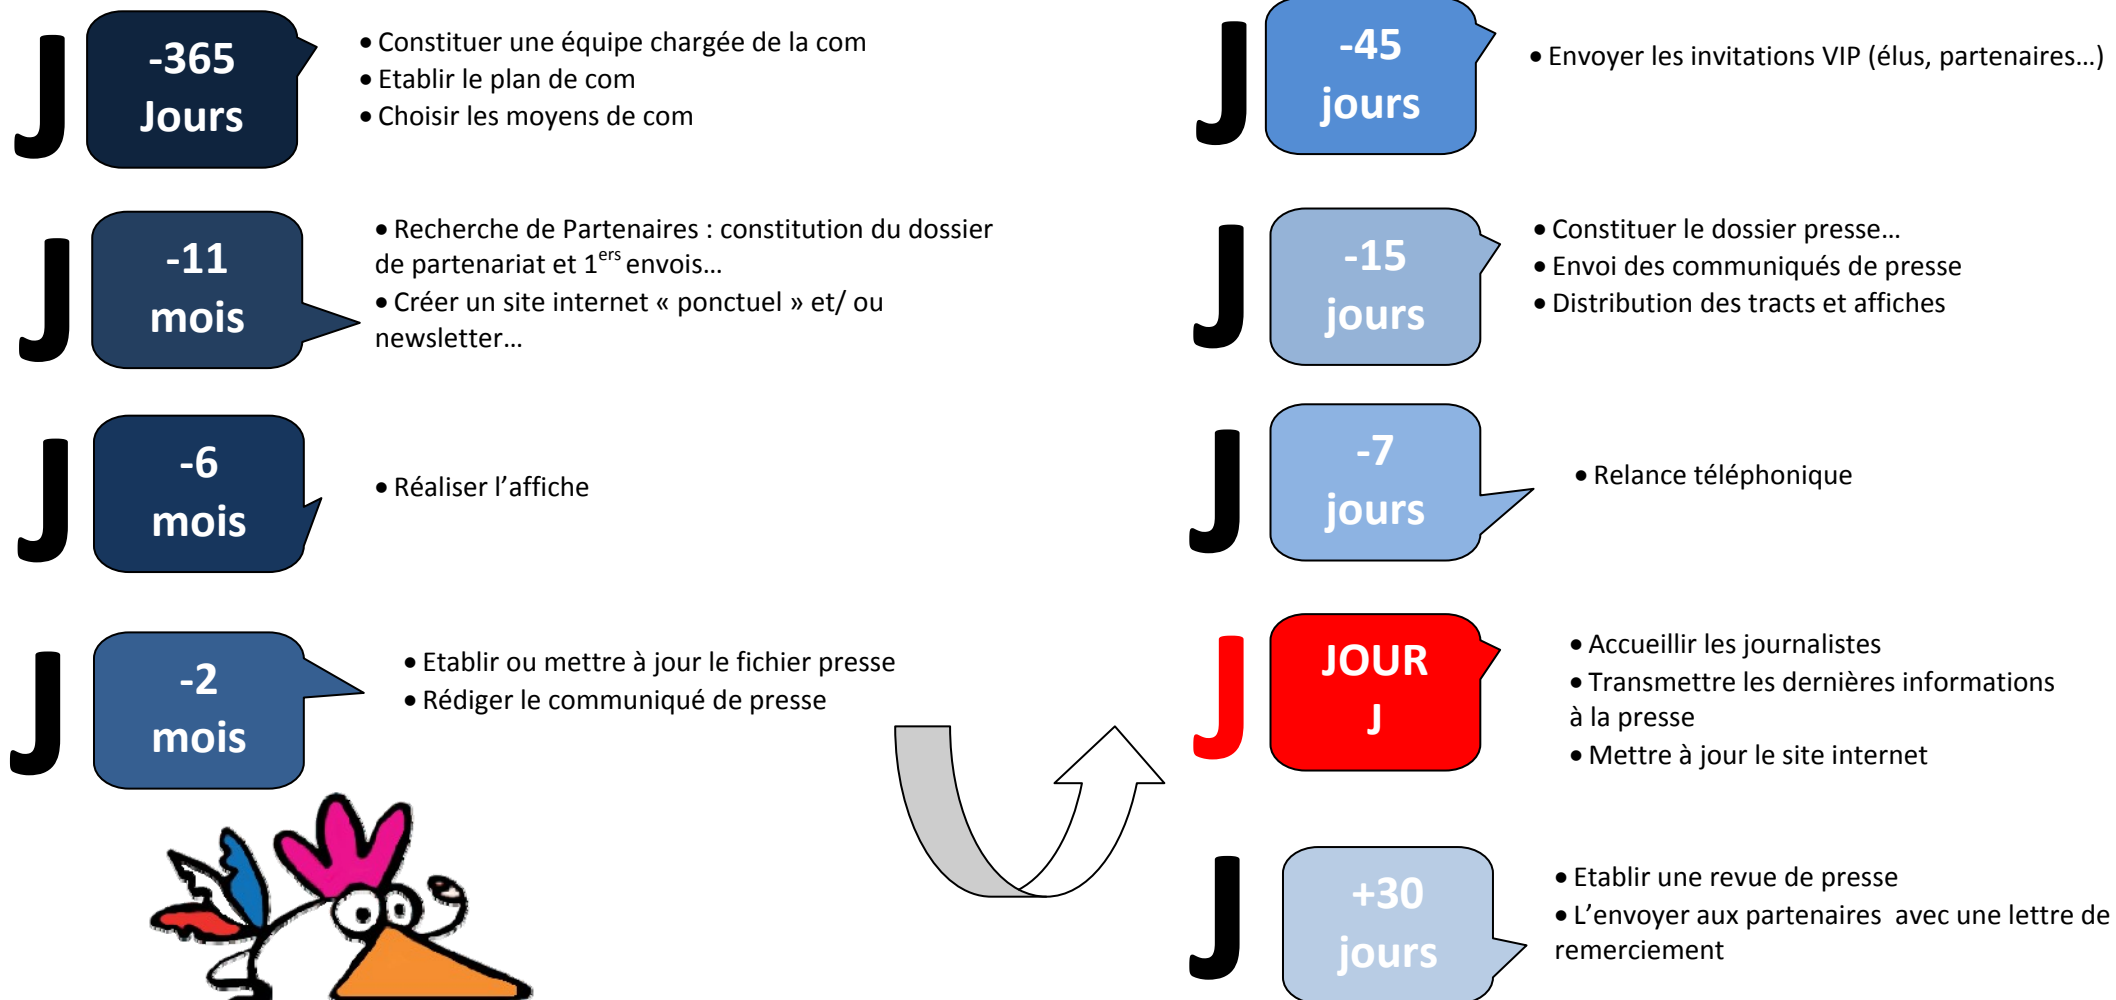 J
-365
Jours
• Constituer une équipe chargée de la com
• Etablir le plan de com
• Choisir les moyens de com
J
-11
mois
• Recherche de Partenaires : constitution du dossier
de partenariat et 1ers envois…
• Créer un site internet « ponctuel » et/ ou
newsletter…
J
-6
mois
• Réaliser l’affiche
J
-2
mois
• Etablir ou mettre à jour le fichier presse
• Rédiger le communiqué de presse
J
-45
jours
• Envoyer les invitations VIP (élus, partenaires…)
J
-15
jours
• Constituer le dossier presse…
• Envoi des communiqués de presse
• Distribution des tracts et affiches
J
-7
jours
• Relance téléphonique
J
JOUR
J
• Accueillir les journalistes
• Transmettre les dernières informations
à la presse
• Mettre à jour le site internet
J
+30
jours
• Etablir une revue de presse
• L’envoyer aux partenaires  avec une lettre de
remerciement